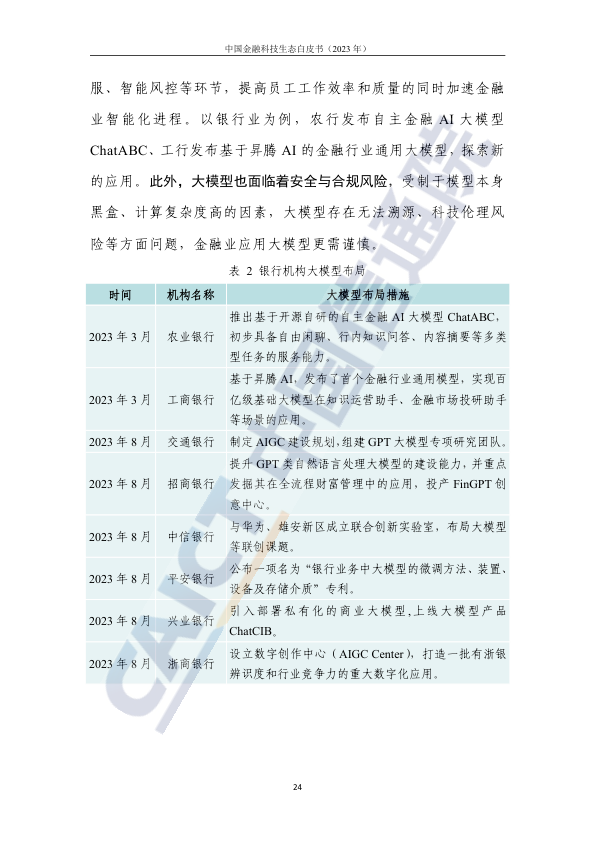 中国金融科技生态白皮书（2023 年）
服、智能风控等环节，提高员工工作效率和质量的同时加速金融
业智能化进程。以银行业为例，农行发布自主金融 AI 大模型
ChatABC、工行发布基于昇腾 AI 的金融行业通用大模型，探索新
的应用。此外，大模型也面临着安全与合规风险，受制于模型本身
黑盒、计算复杂度高的因素，大模型存在无法溯源、科技伦理风
险等方面问题，金融业应用大模型更需谨慎。
表 2 银行机构大模型布局
时间 机构名称 大模型布局措施
2023 年 3 月 农业银行 推出基于开源自研的自主金融 AI 大模型 ChatABC，
初步具备自由闲聊、行内知识问答、内容摘要等多类
型任务的服务能力。
2023 年 3 月 工商银行 基于昇腾 AI，发布了首个金融行业通用模型，实现百
亿级基础大模型在知识运营助手、金融市场投研助手
等场景的应用。
2023 年 8 月 交通银行 制定 AIGC 建设规划，组建 GPT 大模型专项研究团队。
2023 年 8 月 招商银行 提升 GPT 类自然语言处理大模型的建设能力，并重点
发掘其在全流程财富管理中的应用，投产 FinGPT 创
意中心。
2023 年 8 月 中信银行 与华为、雄安新区成立联合创新实验室，布局大模型
等联创课题。
2023 年 8 月 平安银行 公布一项名为“银行业务中大模型的微调方法、装置、
设备及存储介质”专利。
2023 年 8 月 兴业银行 引入部署私有化的商业大模型，上线大模型产品
ChatCIB。
2023 年 8 月 浙商银行 设立数字创作中心（AIGC Center），打造一批有浙银
辨识度和行业竞争力的重大数字化应用。
CAICT 中国信通院
24